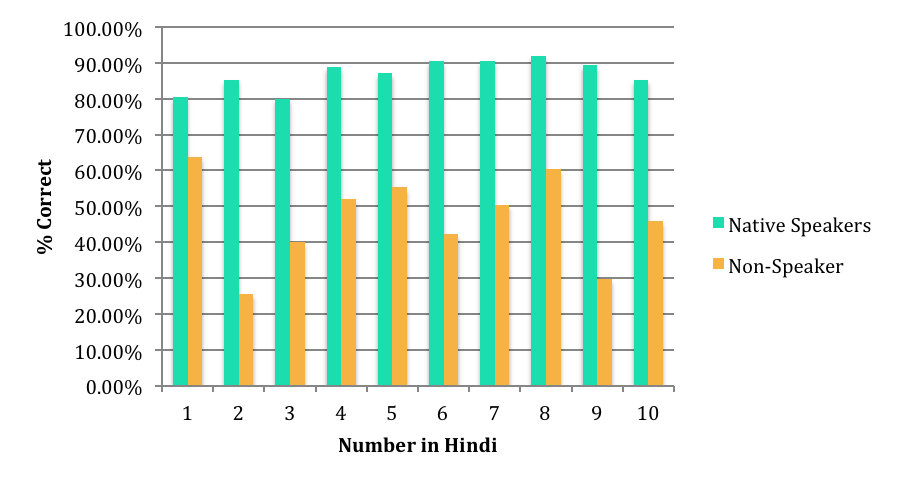 100.00%
90.00%
80.00%
70.00%
60.00%
50.00%
40.00%
30.00%
20.00%
10.00%
0.00%
% Correct
1 2 3 4 5 6 7 8 9 10
Number in Hindi
Native Speakers
Non-Speaker